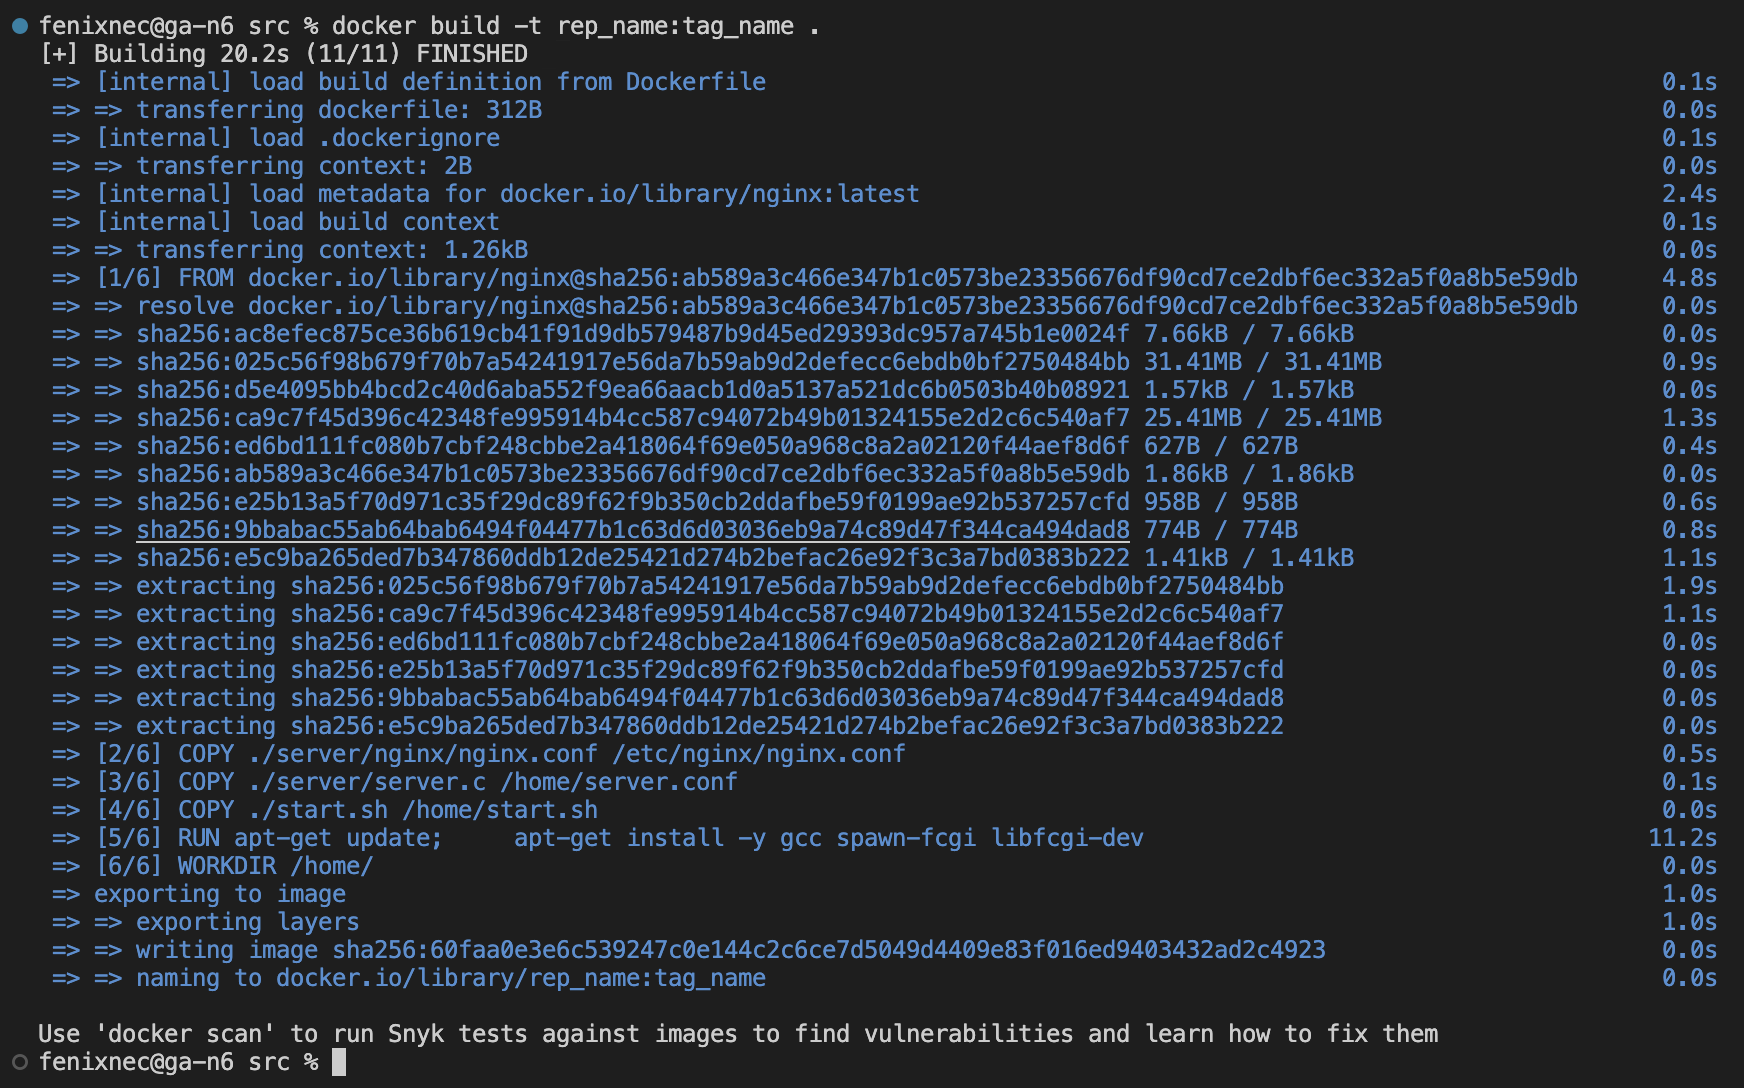 fenixnec@ga-n6 src % docker build -t rep_name:tag_name .
[+] Building 20.2s (11/11) FINISHED
=> [internal] load build definition from Dockerfile 0.1s
=> => transferring dockerfile: 312B 0.0s
=> [internal] load .dockerignore 0.1s
=> => transferring context: 2B 0.0s
=> [internal] load metadata for docker.io/library/nginx:latest 2.4s
=> [internal] load build context 0.1s
=> => transferring context: 1.26kB 0.0s
=> [1/6] FROM docker.io/library/nginx@sha256:ab589a3c466e347b1c0573be23356676df90cd7ce2dbf6ec332a5f0a8b5e59db 4.8s
=> => resolve docker.io/library/nginx@sha256:ab589a3c466e347b1c0573be23356676df90cd7ce2dbf6ec332a5f0a8b5e59db 0.0s
=> => sha256:ac8efec875ce36b619cb41f91d9db579487b9d45ed29393dc957a745b1e0024f 7.66kB / 7.66kB 0.0s
=> => sha256:025c56f98b679f70b7a54241917e56da7b59ab9d2defecc6ebdb0bf2750484bb 31.41MB / 31.41MB 0.9s
=> => sha256:d5e4095bb4bcd2c40d6aba552f9ea66aacb1d0a5137a521dc6b0503b40b08921 1.57kB / 1.57kB 0.0s
=> => sha256:ca9c7f45d396c42348fe995914b4cc587c94072b49b01324155e2d2c6c540af7 25.41MB / 25.41MB 1.3s
=> => sha256:ed6bd111fc080b7cbf248cbbe2a418064f69e050a968c8a2a02120f44aef8d6f 627B / 627B 0.4s
=> => sha256:ab589a3c466e347b1c0573be23356676df90cd7ce2dbf6ec332a5f0a8b5e59db 1.86kB / 1.86kB 0.0s
=> => sha256:e25b13a5f70d971c35f29dc89f62f9b350cb2ddafbe59f0199ae92b537257cfd 958B / 958B 0.6s
=> => sha256:9bbabac55ab64bab6494f04477b1c63d6d03036eb9a74c89d47f344ca494dad8 774B / 774B 0.8s
=> => sha256:e5c9ba265ded7b347860ddb12de25421d274b2befac26e92f3c3a7bd0383b222 1.41kB / 1.41kB 1.1s
=> => extracting sha256:025c56f98b679f70b7a54241917e56da7b59ab9d2defecc6ebdb0bf2750484bb 1.9s
=> => extracting sha256:ca9c7f45d396c42348fe995914b4cc587c94072b49b01324155e2d2c6c540af7 1.1s
=> => extracting sha256:ed6bd111fc080b7cbf248cbbe2a418064f69e050a968c8a2a02120f44aef8d6f 0.0s
=> => extracting sha256:e25b13a5f70d971c35f29dc89f62f9b350cb2ddafbe59f0199ae92b537257cfd 0.0s
=> => extracting sha256:9bbabac55ab64bab6494f04477b1c63d6d03036eb9a74c89d47f344ca494dad8 0.0s
=> => extracting sha256:e5c9ba265ded7b347860ddb12de25421d274b2befac26e92f3c3a7bd0383b222 0.0s
=> [2/6] COPY ./server/nginx/nginx.conf /etc/nginx/nginx.conf 0.5s
=> [3/6] COPY ./server/server.c /home/server.conf 0.1s
=> [4/6] COPY ./start.sh /home/start.sh 0.0s
=> [5/6] RUN apt-get update;     apt-get install -y gcc spawn-fcgi libfcgi-dev 11.2s
=> [6/6] WORKDIR /home/ 0.0s
=> exporting to image 1.0s
=> => exporting layers 1.0s
=> => writing image sha256:60faa0e3e6c539247c0e144c2c6ce7d5049d4409e83f016ed9403432ad2c4923 0.0s
=> => naming to docker.io/library/rep_name:tag_name 0.0s
Use 'docker scan' to run Snyk tests against images to find vulnerabilities and learn how to fix them
fenixnec@ga-n6 src %